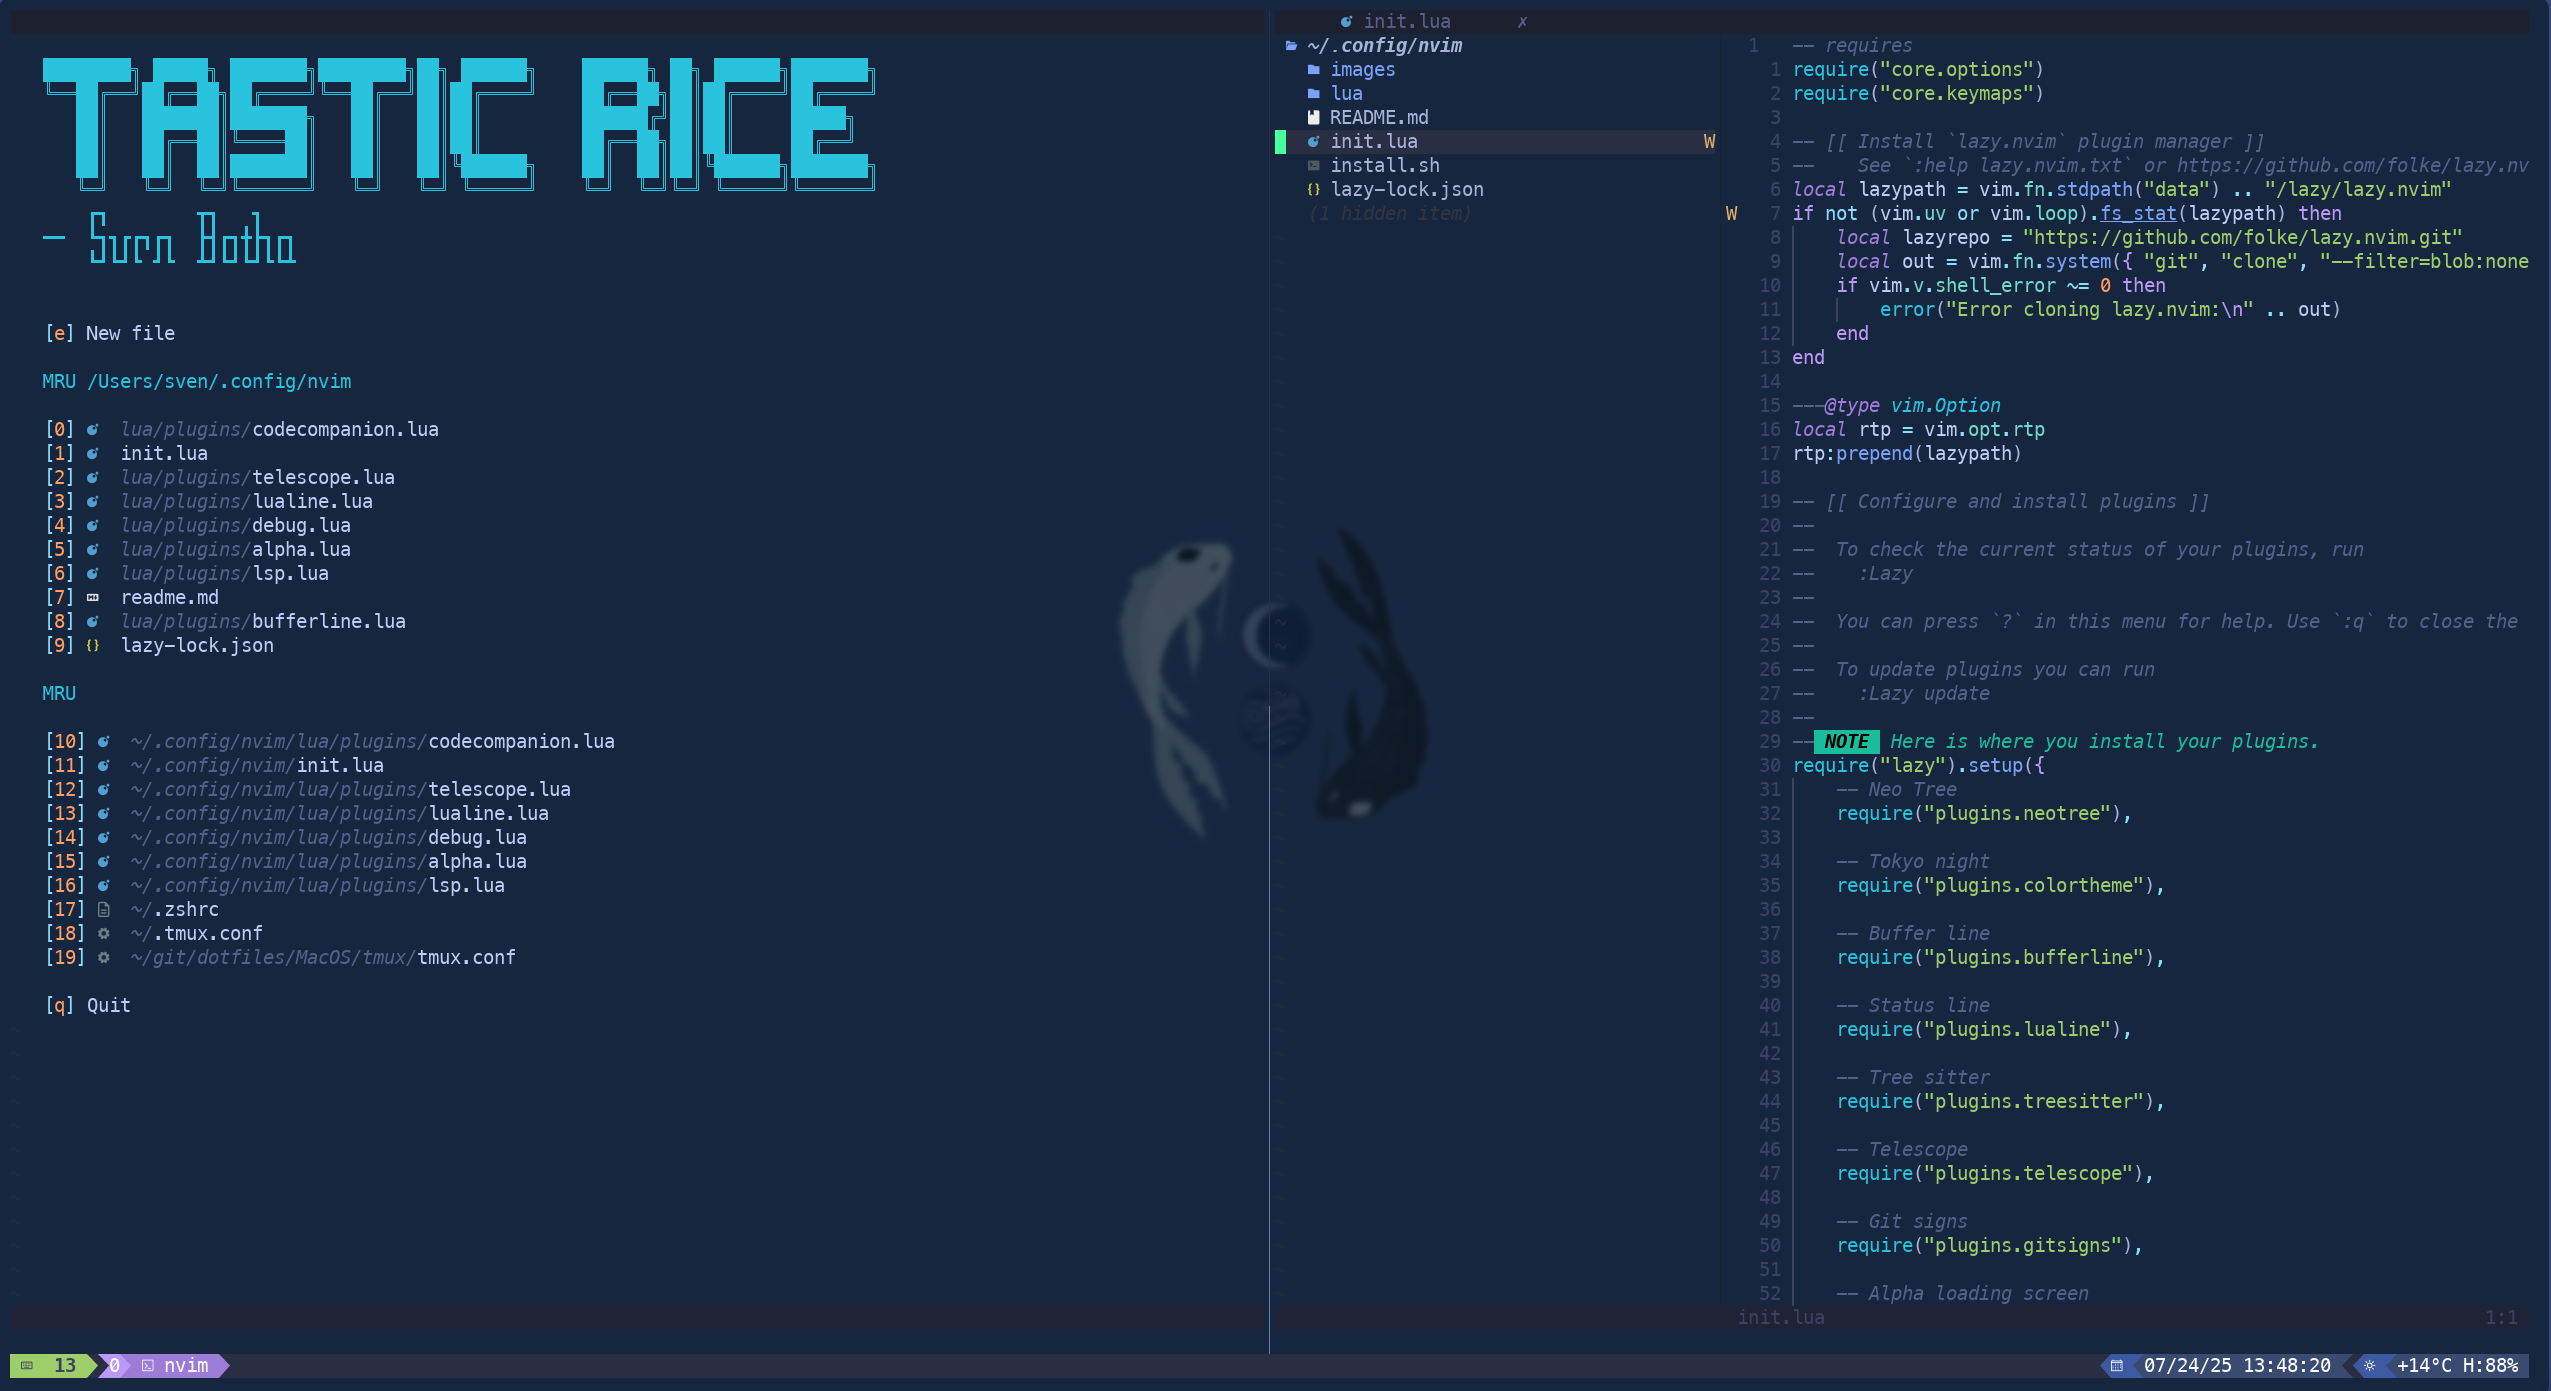 TASTIC RICE
— Sven Botha
[e] New file
MRU /Users/sven/.config/nvim
[0] lua/plugins/codecompanion.lua
[1] init.lua
[2] lua/plugins/telescope.lua
[3] lua/plugins/lualine.lua
[4] lua/plugins/debug.lua
[5] lua/plugins/alpha.lua
[6] lua/plugins/lsp.lua
[7] readme.md
[8] lua/plugins/bufferline.lua
[9] lazy-lock.json
MRU
[10] ~/.config/nvim/lua/plugins/codecompanion.lua
[11] ~/.config/nvim/init.lua
[12] ~/.config/nvim/lua/plugins/telescope.lua
[13] ~/.config/nvim/lua/plugins/lualine.lua
[14] ~/.config/nvim/lua/plugins/debug.lua
[15] ~/.config/nvim/lua/plugins/alpha.lua
[16] ~/.config/nvim/lua/plugins/lsp.lua
[17] ~/.zshrc
[18] ~/.tmux.conf
[19] ~/git/dotfiles/MacOS/tmux/tmux.conf
[q] Quit
init.lua ✗
~/.config/nvim
images
lua
README.md
init.lua W
install.sh
lazy-lock.json
(1 hidden item)
1 -- requires
1 require("core.options")
2 require("core.keymaps")
3
4 -- [[ Install `lazy.nvim` plugin manager ]]
5 --    See `:help lazy.nvim.txt` or https://github.com/folke/lazy.nv
6 local lazypath = vim.fn.stdpath("data") .. "/lazy/lazy.nvim"
W 7 if not (vim.uv or vim.loop).fs_stat(lazypath) then
8     local lazyrepo = "https://github.com/folke/lazy.nvim.git"
9     local out = vim.fn.system({ "git", "clone", "--filter=blob:none
10     if vim.v.shell_error ~= 0 then
11         error("Error cloning lazy.nvim:\n" .. out)
12     end
13 end
14
15 ---@type vim.Option
16 local rtp = vim.opt.rtp
17 rtp:prepend(lazypath)
18
19 -- [[ Configure and install plugins ]]
20 --
21 --  To check the current status of your plugins, run
22 --    :Lazy
23 --
24 --  You can press `?` in this menu for help. Use `:q` to close the
25 --
26 --  To update plugins you can run
27 --    :Lazy update
28 --
29 -- NOTE Here is where you install your plugins.
30 require("lazy").setup({
31     -- Neo Tree
32     require("plugins.neotree"),
33
34     -- Tokyo night
35     require("plugins.colortheme"),
36
37     -- Buffer line
38     require("plugins.bufferline"),
39
40     -- Status line
41     require("plugins.lualine"),
42
43     -- Tree sitter
44     require("plugins.treesitter"),
45
46     -- Telescope
47     require("plugins.telescope"),
48
49     -- Git signs
50     require("plugins.gitsigns"),
51
52     -- Alpha loading screen
init.lua 1:1
13 0 nvim 07/24/25 13:48:20 +14°C H:88%